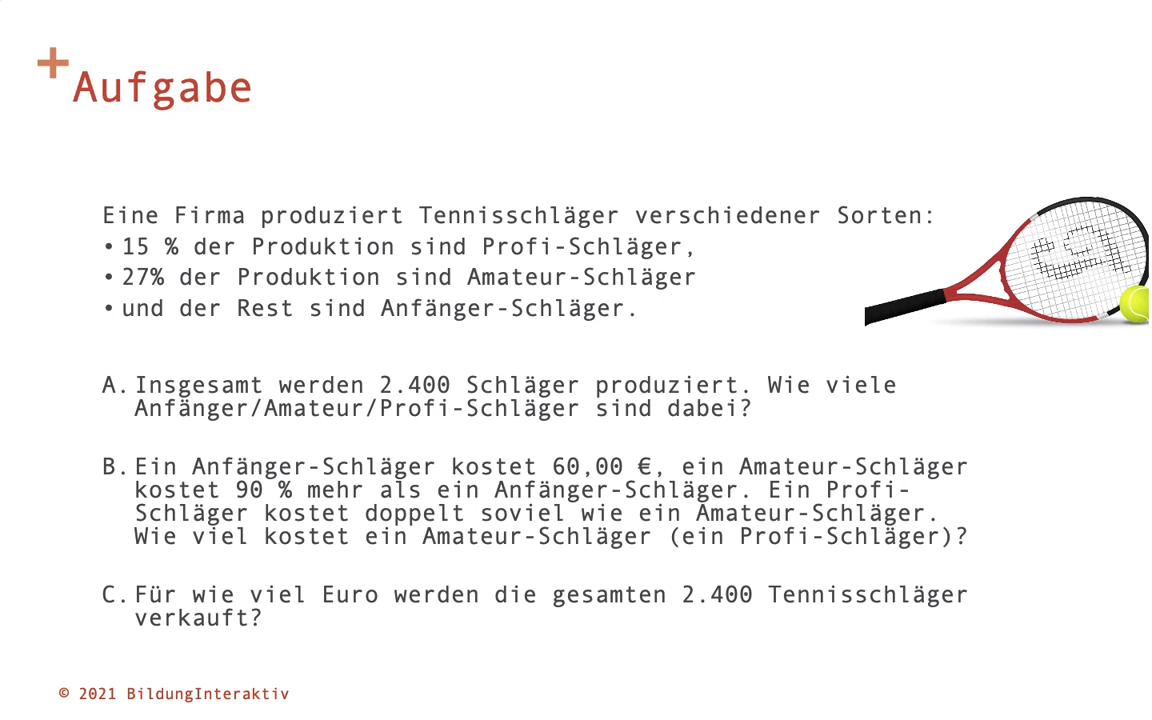 +
Aufgabe
Eine Firma produziert Tennisschläger verschiedener Sorten:
• 15 % der Produktion sind Profi-Schläger,
• 27% der Produktion sind Amateur-Schläger
• und der Rest sind Anfänger-Schläger.
A. Insgesamt werden 2.400 Schläger produziert. Wie viele
Anfänger/Amateur/Profi-Schläger sind dabei?
B. Ein Anfänger-Schläger kostet 60,00 €, ein Amateur-Schläger
kostet 90 % mehr als ein Anfänger-Schläger. Ein Profi-
Schläger kostet doppelt soviel wie ein Amateur-Schläger.
Wie viel kostet ein Amateur-Schläger (ein Profi-Schläger)?
C. Für wie viel Euro werden die gesamten 2.400 Tennisschläger
verkauft?
© 2021 BildungInteraktiv